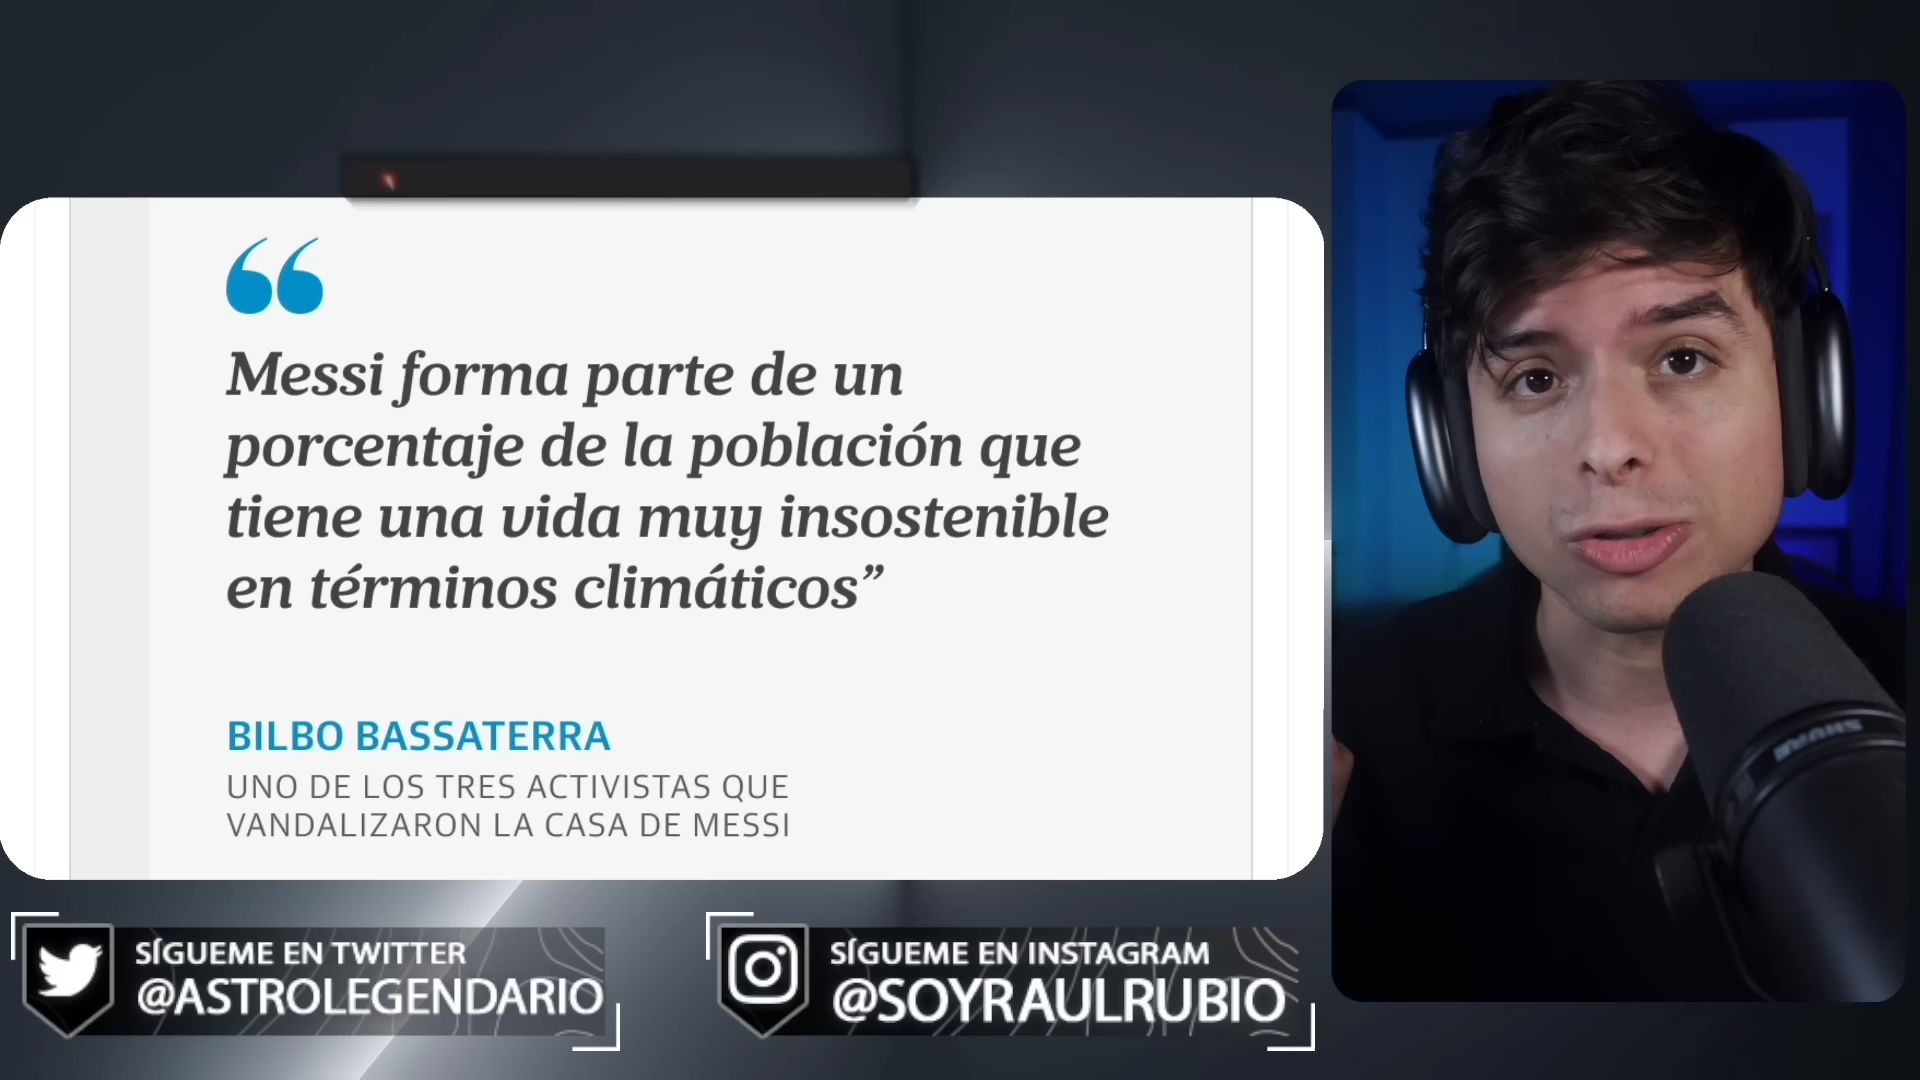 “
Messi forma parte de un
porcentaje de la población que
tiene una vida muy insostenible
en términos climáticos”
BILBO BASSATERRA
UNO DE LOS TRES ACTIVISTAS QUE
VANDALIZARON LA CASA DE MESSI
SÍGUEME EN TWITTER
@ASTROLEGENDARIO
SÍGUEME EN INSTAGRAM
@SOYRAULRUBIO
SHURE